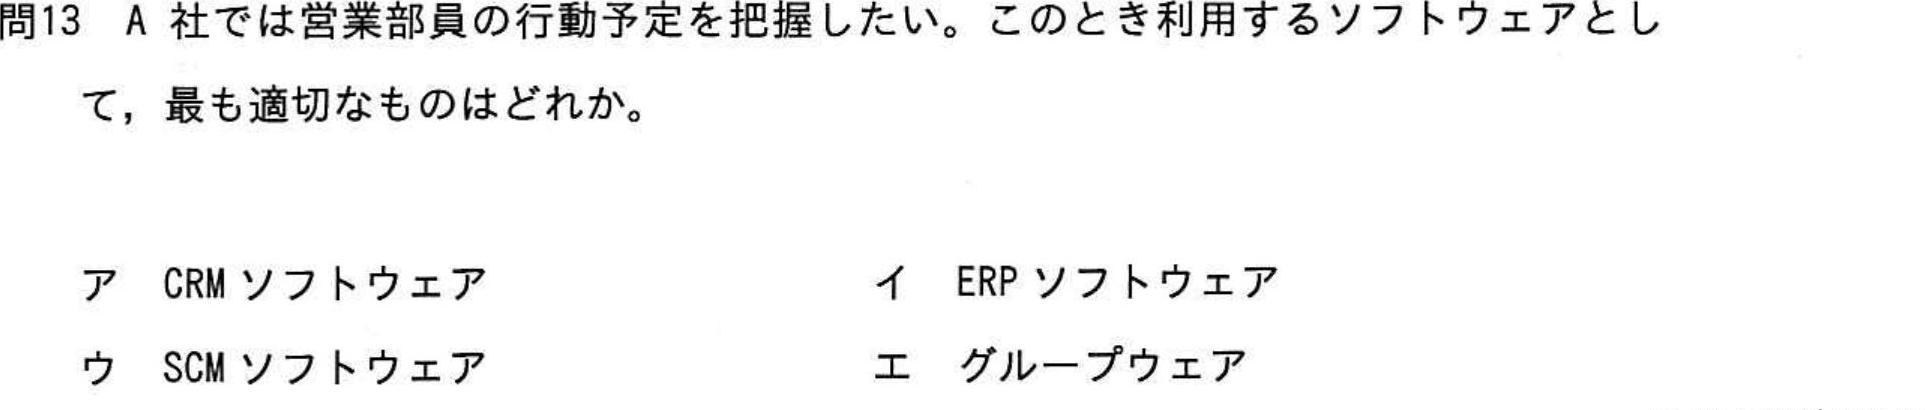 問13　A 社では営業部員の行動予定を把握したい。このとき利用するソフトウェアとし
て，最も適切なものはどれか。
ア　CRM ソフトウェア　イ　ERP ソフトウェア
ウ　SCM ソフトウェア　エ　グループウェア